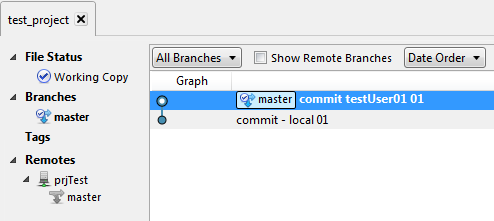 test_project
File Status
Working Copy
Branches
master
Tags
Remotes
prjTest
master
All Branches Show Remote Branches Date Order
Graph
master commit testUser01 01
commit - local 01